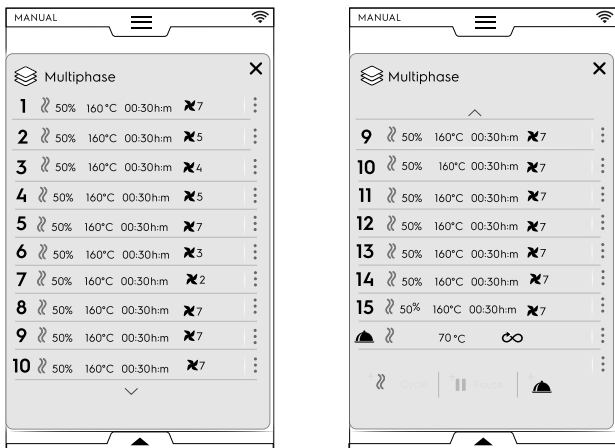 MANUAL
Multiphase
1 50% 160°C 00:30h:m 7
2 50% 160°C 00:30h:m 5
3 50% 160°C 00:30h:m 4
4 50% 160°C 00:30h:m 5
5 50% 160°C 00:30h:m 7
6 50% 160°C 00:30h:m 3
7 50% 160°C 00:30h:m 2
8 50% 160°C 00:30h:m 7
9 50% 160°C 00:30h:m 7
10 50% 160°C 00:30h:m 7
MANUAL
Multiphase
9 50% 160°C 00:30h:m 7
10 50% 160°C 00:30h:m 7
11 50% 160°C 00:30h:m 7
12 50% 160°C 00:30h:m 7
13 50% 160°C 00:30h:m 7
14 50% 160°C 00:30h:m 7
15 50% 160°C 00:30h:m 7
70°C
Cycle Pause